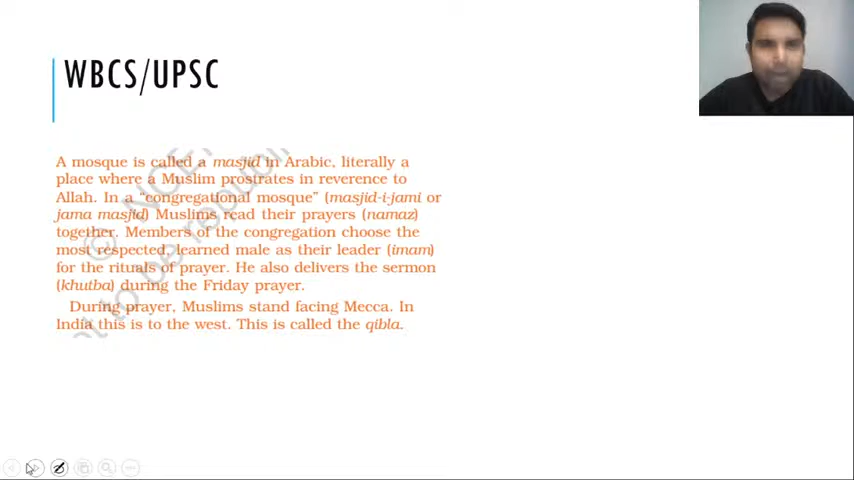 WBCS/UPSC
A mosque is called a masjid in Arabic, literally a
place where a Muslim prostrates in reverence to
Allah. In a “congregational mosque” (masjid-i-jami or
jama masjid) Muslims read their prayers (namaz)
together. Members of the congregation choose the
most respected, learned male as their leader (imam)
for the rituals of prayer. He also delivers the sermon
(khutba) during the Friday prayer.
During prayer, Muslims stand facing Mecca. In
India this is to the west. This is called the qibla.
© NCE
t to be republi